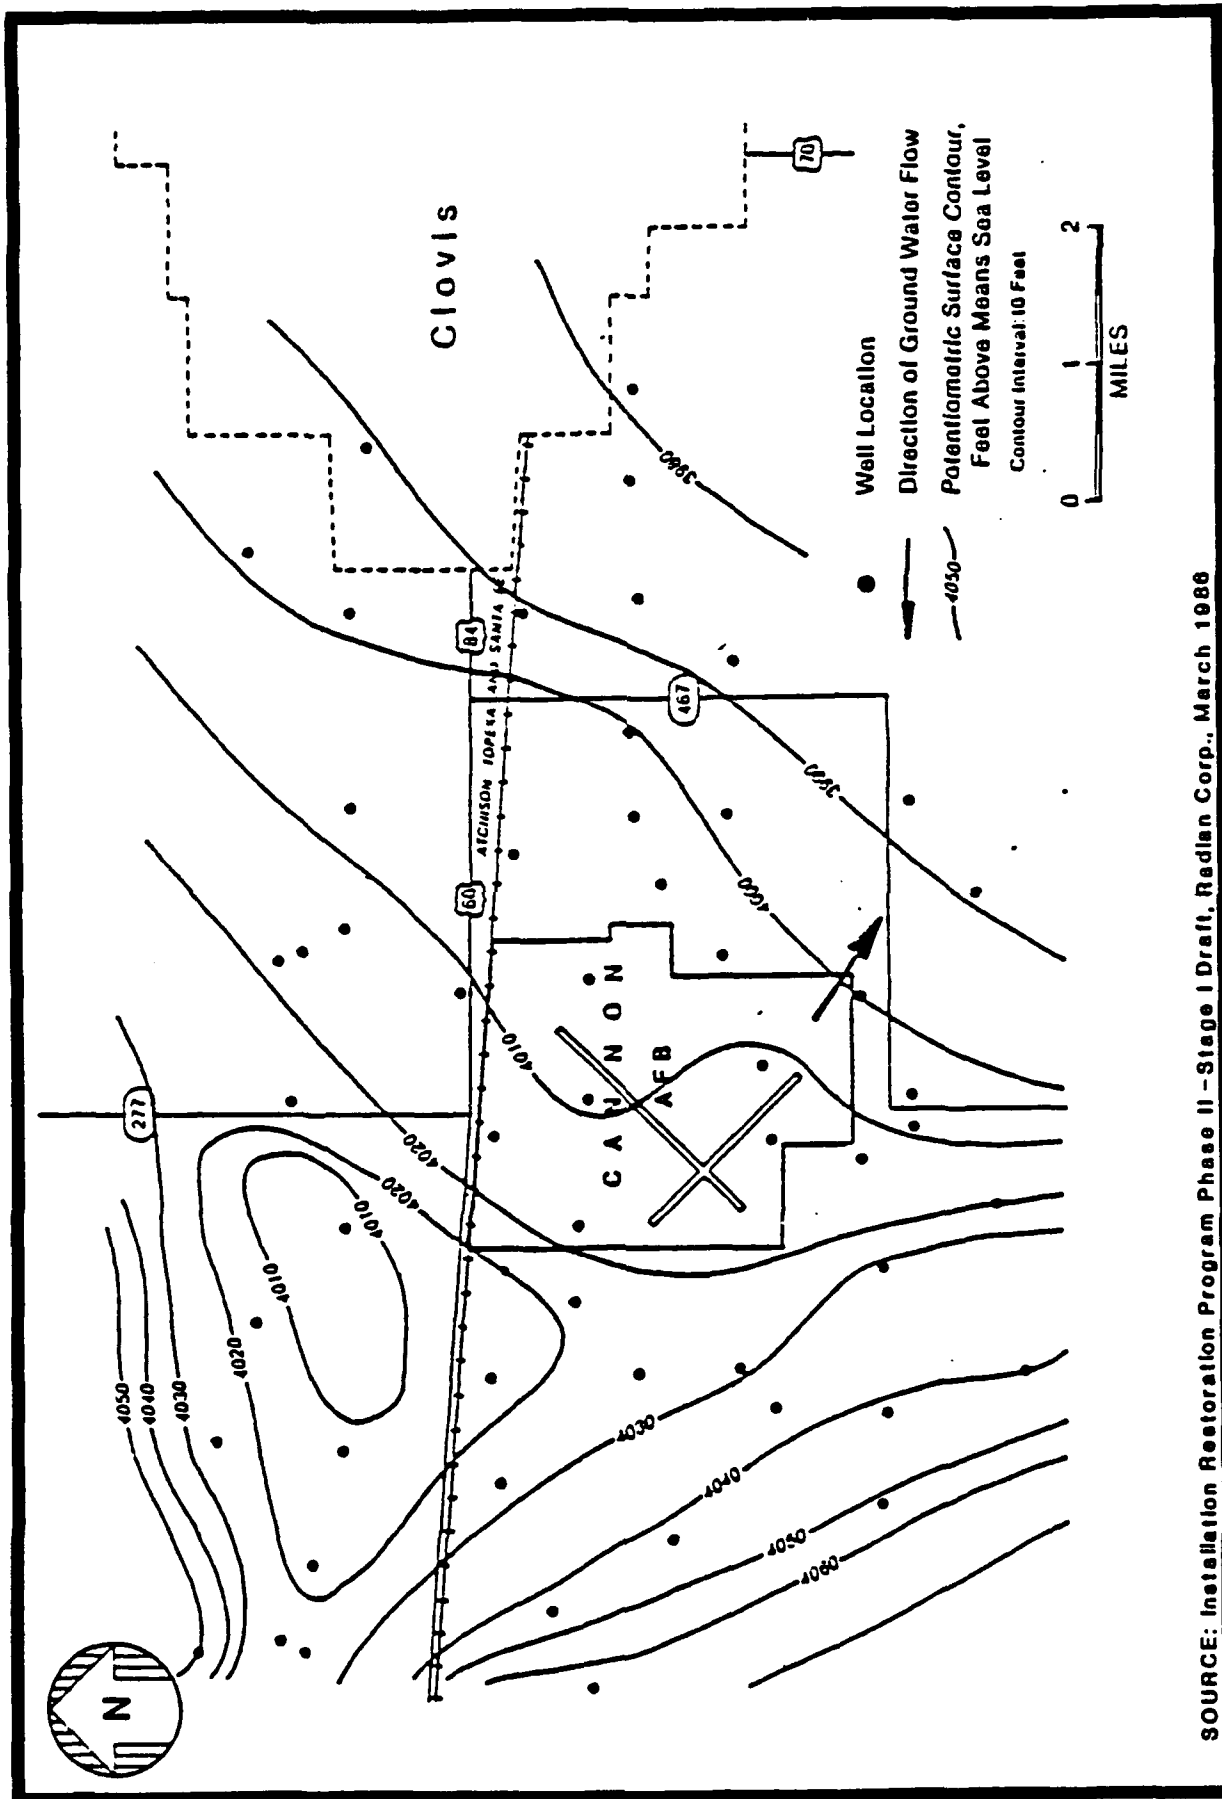 N
4050
4040
4030
4020
4010
4010
277
4020
4020
60
84
ATCHISON TOPEKA AND SANTA FE
Clovis
4010
CANNON
AFB
467
70
4030
4040
4050
4060
4000
3990
3980
Well Location
Direction of Ground Water Flow
4050
Potentiometric Surface Contour,
Feet Above Means Sea Level
Contour Interval: 10 Feet
0 1 2
MILES
SOURCE: Installation Restoration Program Phase II - Stage I Draft, Radian Corp., March 1986